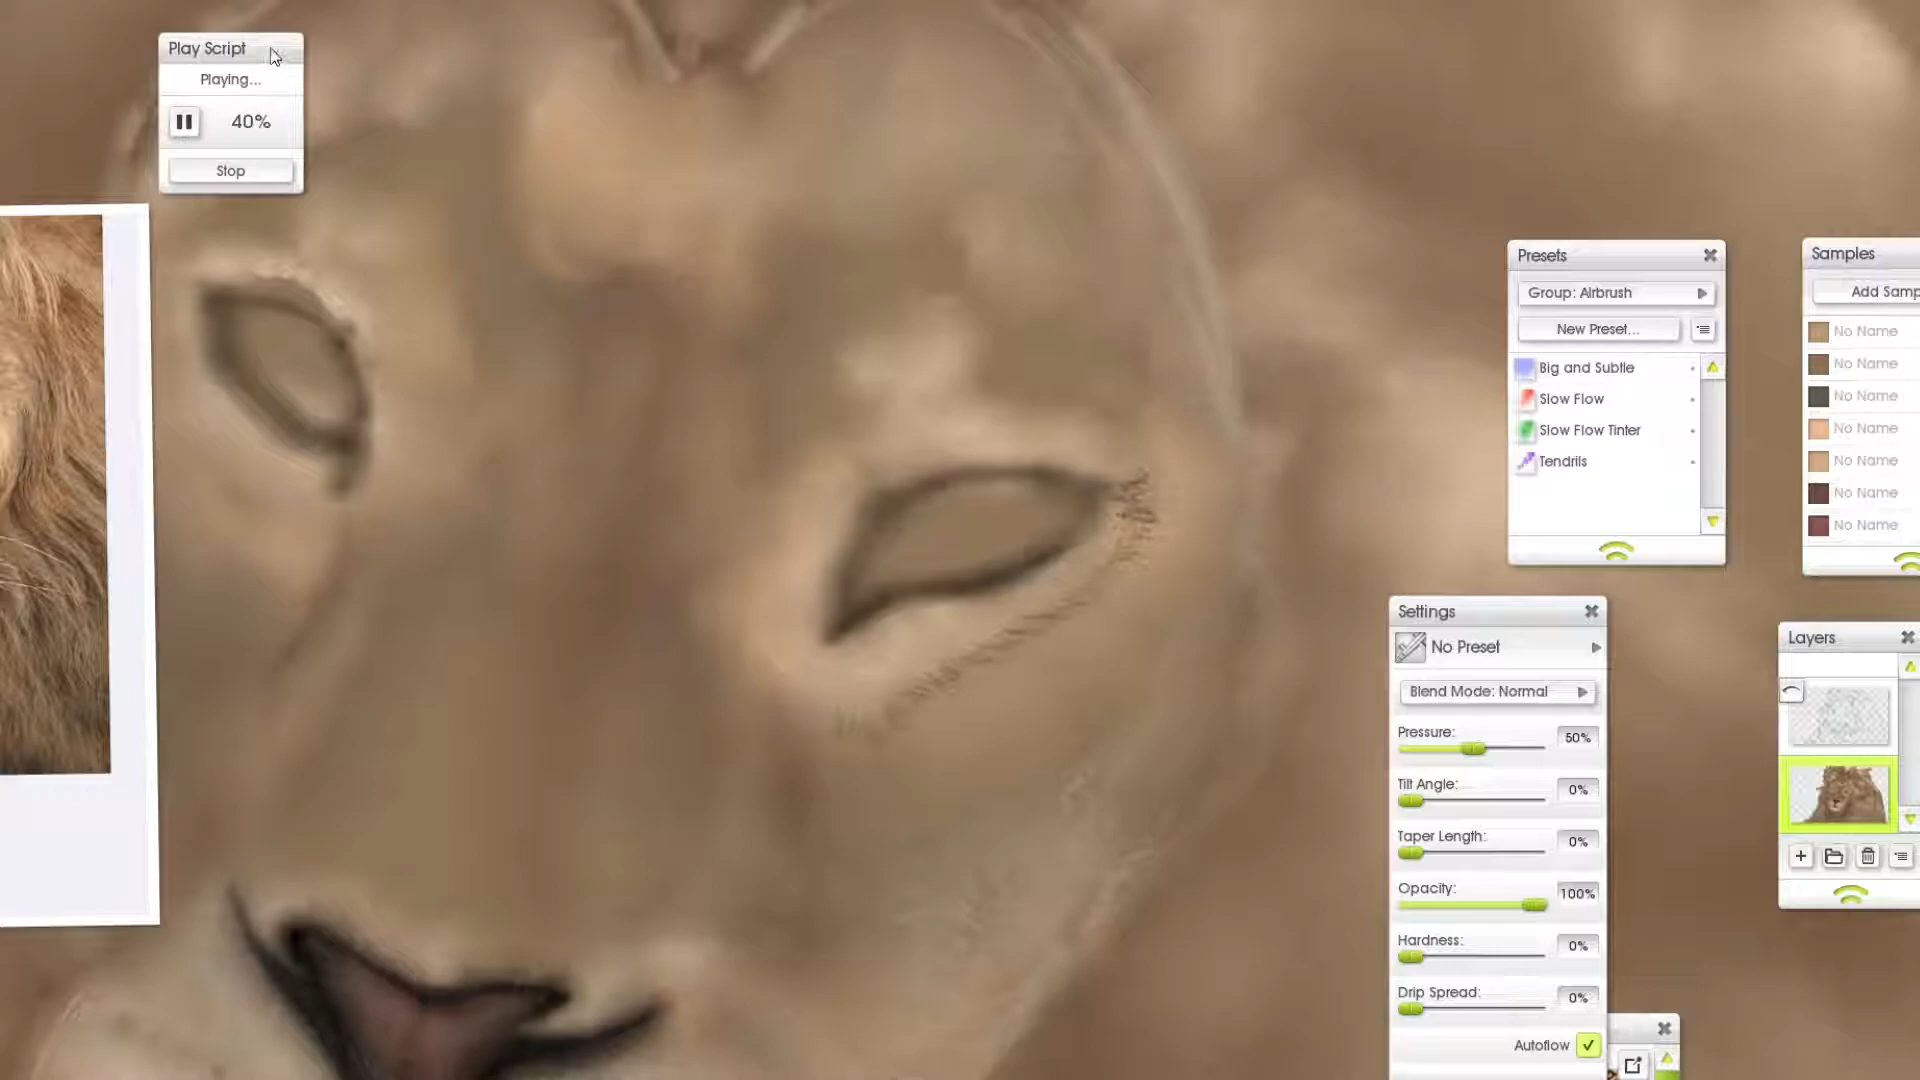 Play Script
Playing...
40%
Stop
Presets
Group: Airbrush
New Preset...
Big and Subtle
Slow Flow
Slow Flow Tinter
Tendrils
Samples
Add Samp
No Name
No Name
No Name
No Name
No Name
No Name
No Name
Settings
No Preset
Blend Mode: Normal
Pressure:
50%
Tilt Angle:
0%
Taper Length:
0%
Opacity:
100%
Hardness:
0%
Drip Spread:
0%
Autoflow
Layers